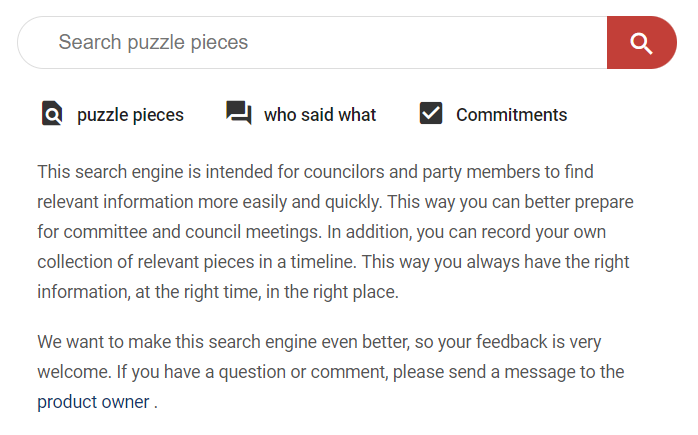 Search puzzle pieces
puzzle pieces who said what Commitments
This search engine is intended for councilors and party members to find
relevant information more easily and quickly. This way you can better prepare
for committee and council meetings. In addition, you can record your own
collection of relevant pieces in a timeline. This way you always have the right
information, at the right time, in the right place.
We want to make this search engine even better, so your feedback is very
welcome. If you have a question or comment, please send a message to the
product owner .